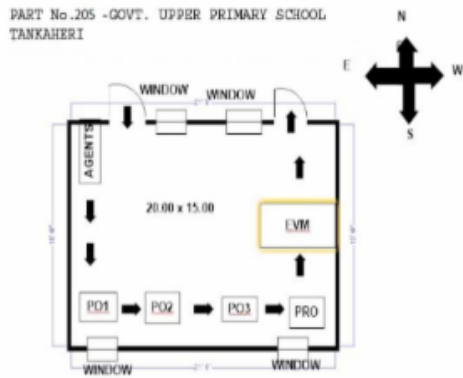 PART No.205 -GOVT. UPPER PRIMARY SCHOOL
TANKAHERI
N
E
W
S
WINDOW
WINDOW
AGENTS
20.00 x 15.00
EVM
PO1
PO2
PO3
PRO
WINDOW
WINDOW